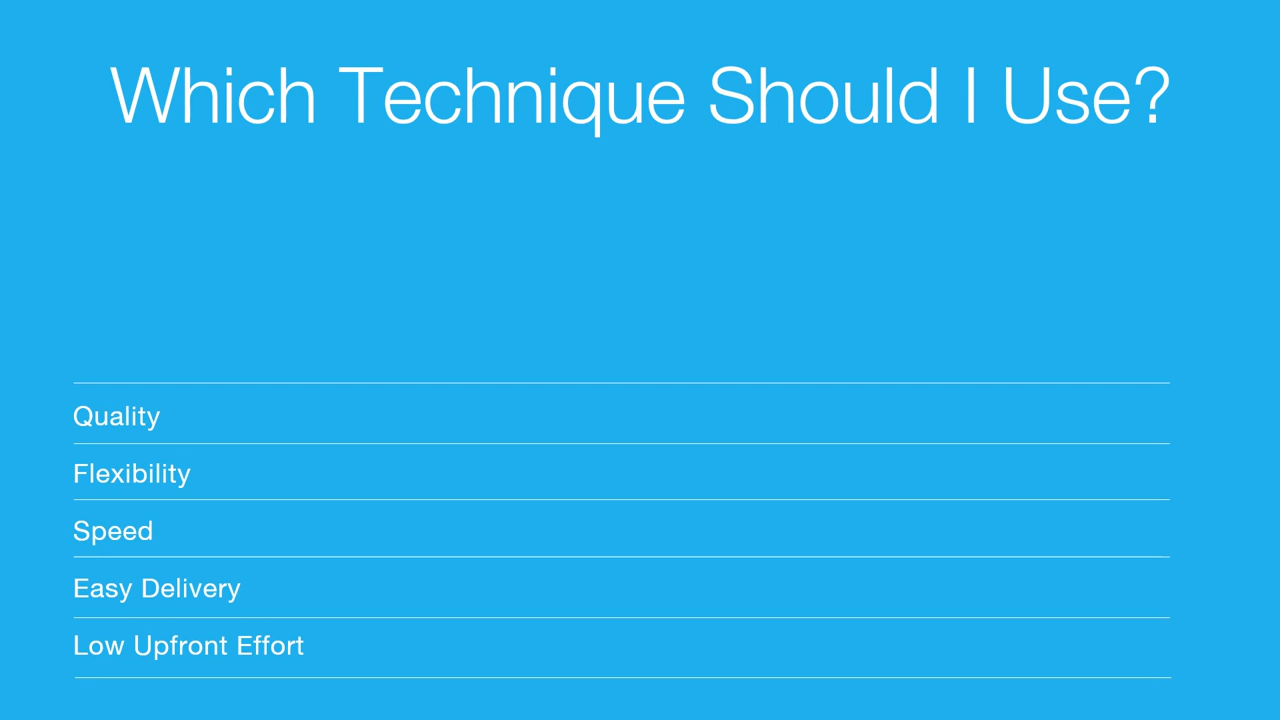 Which Technique Should I Use?
Quality
Flexibility
Speed
Easy Delivery
Low Upfront Effort